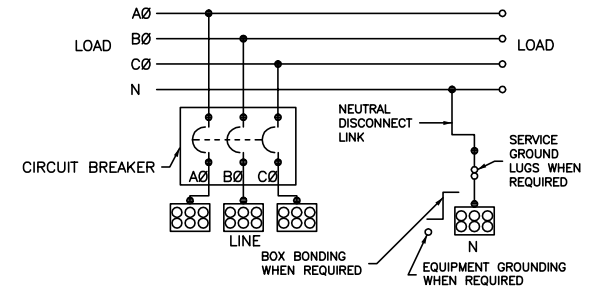 AØ
BØ
LOAD
LOAD
CØ
N
NEUTRAL
DISCONNECT
LINK
SERVICE
GROUND
LUGS WHEN
REQUIRED
CIRCUIT BREAKER
AØ BØ CØ
LINE
N
BOX BONDING
WHEN REQUIRED
EQUIPMENT GROUNDING
WHEN REQUIRED